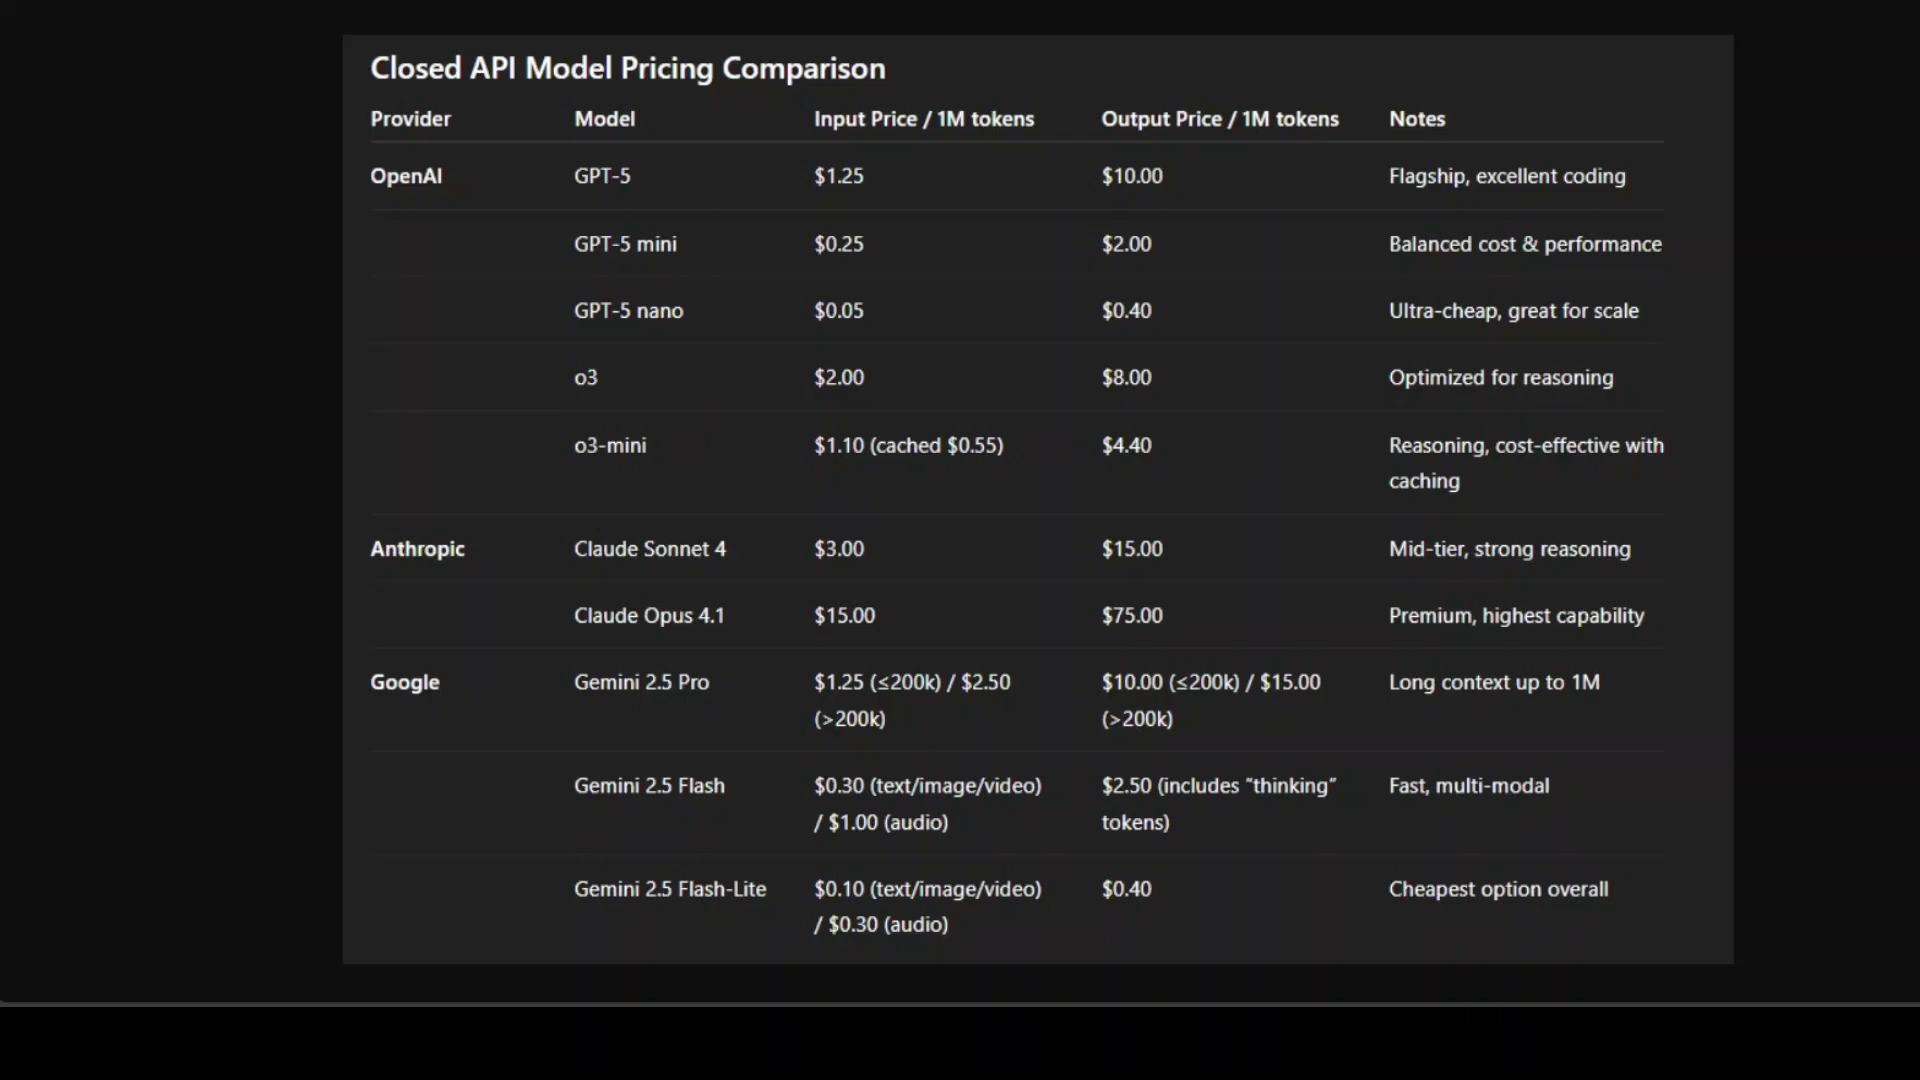 Closed API Model Pricing Comparison
Provider Model Input Price / 1M tokens Output Price / 1M tokens Notes
OpenAI GPT-5 $1.25 $10.00 Flagship, excellent coding
GPT-5 mini $0.25 $2.00 Balanced cost & performance
GPT-5 nano $0.05 $0.40 Ultra-cheap, great for scale
o3 $2.00 $8.00 Optimized for reasoning
o3-mini $1.10 (cached $0.55) $4.40 Reasoning, cost-effective with
caching
Anthropic Claude Sonnet 4 $3.00 $15.00 Mid-tier, strong reasoning
Claude Opus 4.1 $15.00 $75.00 Premium, highest capability
Google Gemini 2.5 Pro $1.25 (≤200k) / $2.50 $10.00 (≤200k) / $15.00 Long context up to 1M
(>200k) (>200k)
Gemini 2.5 Flash $0.30 (text/image/video) $2.50 (includes “thinking” Fast, multi-modal
/ $1.00 (audio) tokens)
Gemini 2.5 Flash-Lite $0.10 (text/image/video) $0.40 Cheapest option overall
/ $0.30 (audio)